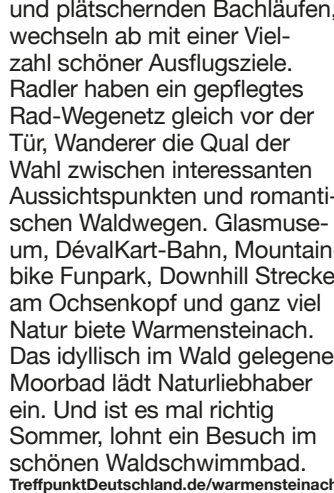 und plätschernden Bachläufen,
wechseln ab mit einer Viel-
zahl schöner Ausflugsziele.
Radler haben ein gepflegtes
Rad-Wegenetz gleich vor der
Tür, Wanderer die Qual der
Wahl zwischen interessanten
Aussichtspunkten und romanti-
schen Waldwegen. Glasmuse-
um, DévalKart-Bahn, Mountain-
bike Funpark, Downhill Strecke
am Ochsenkopf und ganz viel
Natur biete Warmensteinach.
Das idyllisch im Wald gelegene
Moorbad lädt Naturliebhaber
ein. Und ist es mal richtig
Sommer, lohnt ein Besuch im
schönen Waldschwimmbad.
TreffpunktDeutschland.de/warmensteinach